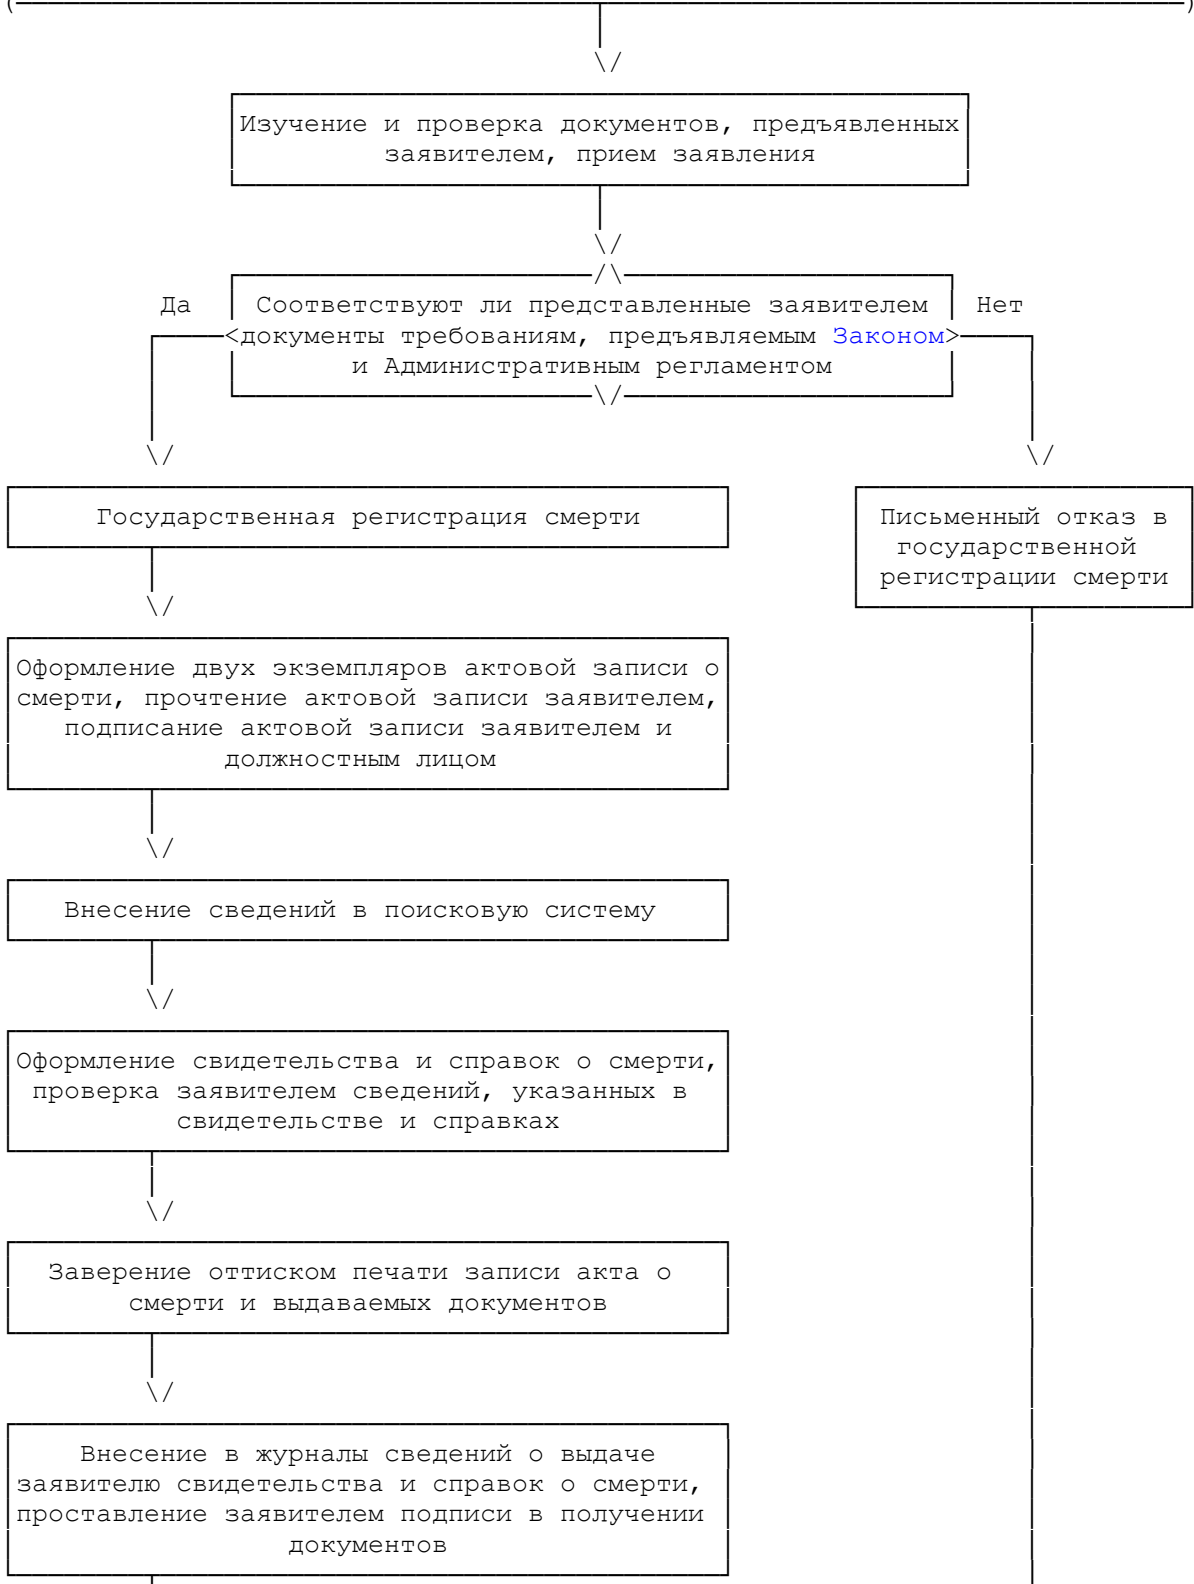 Изучение и проверка документов, предъявленных
заявителем, прием заявления
Да
Соответствуют ли представленные заявителем
Нет
<документы требованиям, предъявляемым Законом>
и Административным регламентом
Государственная регистрация смерти
Письменный отказ в
государственной
регистрации смерти
Оформление двух экземпляров актовой записи о
смерти, прочтение актовой записи заявителем,
подписание актовой записи заявителем и
должностным лицом
Внесение сведений в поисковую систему
Оформление свидетельства и справок о смерти,
проверка заявителем сведений, указанных в
свидетельстве и справках
Заверение оттиском печати записи акта о
смерти и выдаваемых документов
Внесение в журналы сведений о выдаче
заявителю свидетельства и справок о смерти,
проставление заявителем подписи в получении
документов